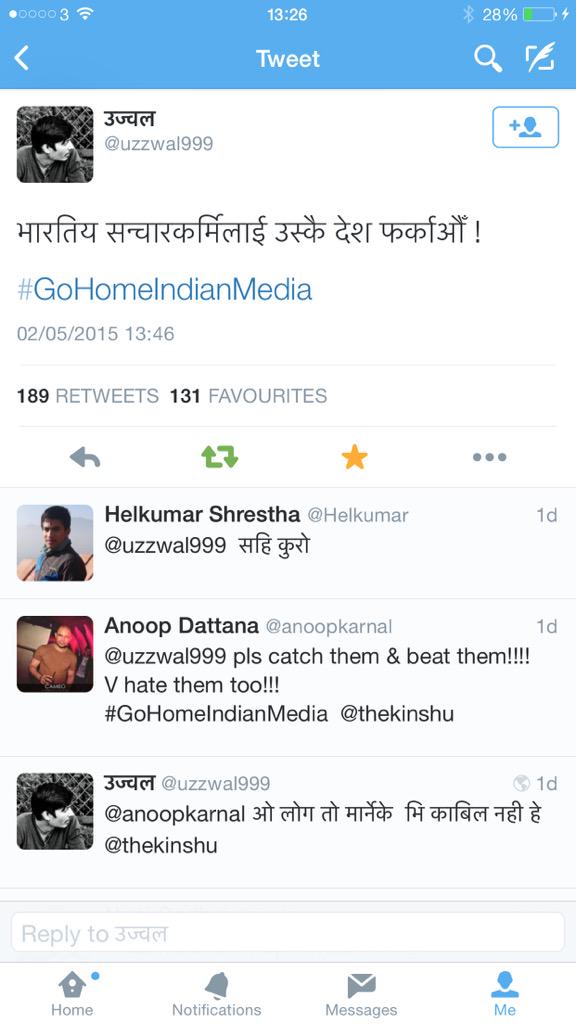 3 13:26 28%
Tweet
उज्वल
@uzzwal999
भारतिय सन्चारकर्मिलाई उस्कै देश फर्काऔँ !
#GoHomeIndianMedia
02/05/2015 13:46
189 RETWEETS 131 FAVOURITES
Helkumar Shrestha @Helkumar 1d
@uzzwal999 सहि कुरो
Anoop Dattana @anoopkarnal 1d
@uzzwal999 pls catch them & beat them!!!!
V hate them too!!!
#GoHomeIndianMedia @thekinshu
CAMEO
उज्वल @uzzwal999 1d
@anoopkarnal ओ लोग तो मार्नेके भि काबिल नही हे
@thekinshu
Reply to उज्वल
Home Notifications Messages Me